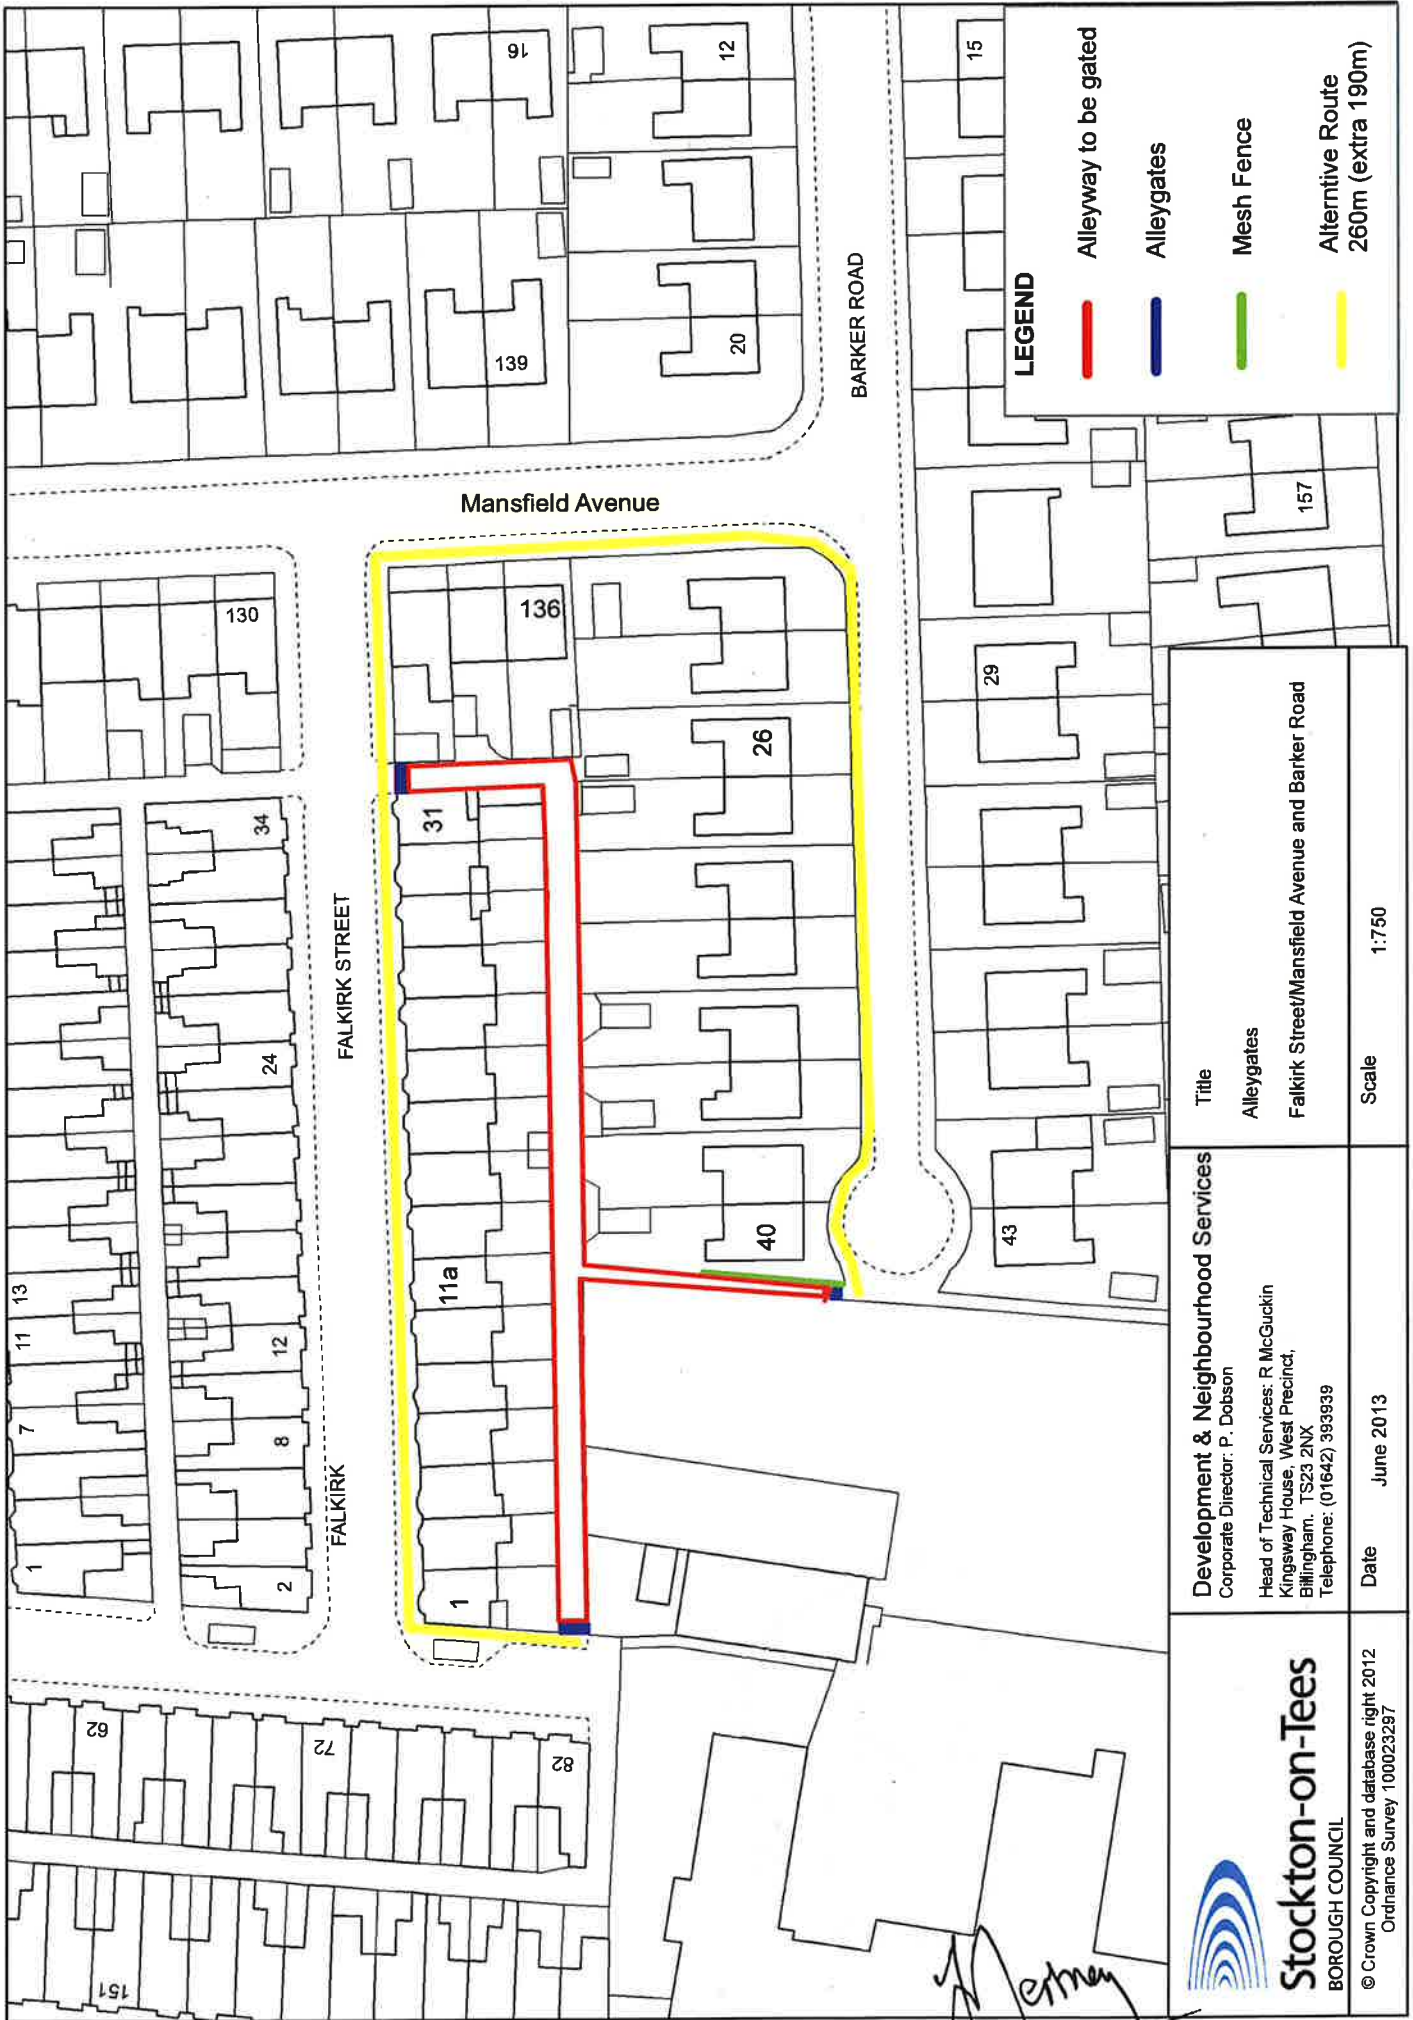 16
12
15
139
20
BARKER ROAD
Mansfield Avenue
130
136
157
29
26
34
31
FALKIRK STREET
24
40
43
11a
13
11
12
7
8
FALKIRK
1
2
1
62
72
82
151
LEGEND
Alleyway to be gated
Alleygates
Mesh Fence
Alterntive Route
260m (extra 190m)
Title
Alleygates
Falkirk Street/Mansfield Avenue and Barker Road
Scale 1:750
Development & Neighbourhood Services
Corporate Director: P. Dobson
Head of Technical Services: R McGuckin
Kingsway House, West Precinct,
Billingham. TS23 2NX
Telephone: (01642) 393939
Date June 2013
Stockton-on-Tees
BOROUGH COUNCIL
© Crown Copyright and database right 2012
Ordnance Survey 100023297